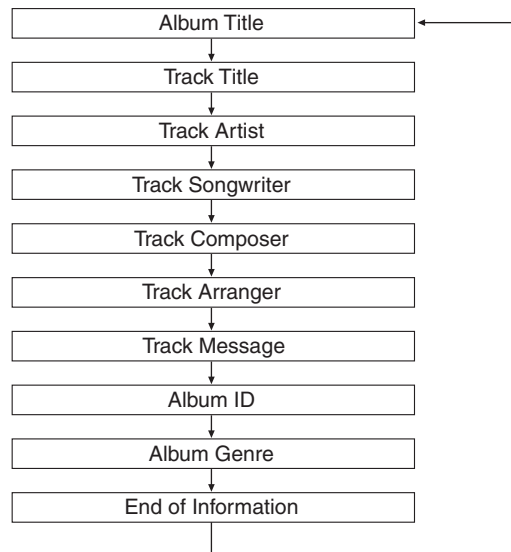 Album Title
Track Title
Track Artist
Track Songwriter
Track Composer
Track Arranger
Track Message
Album ID
Album Genre
End of Information